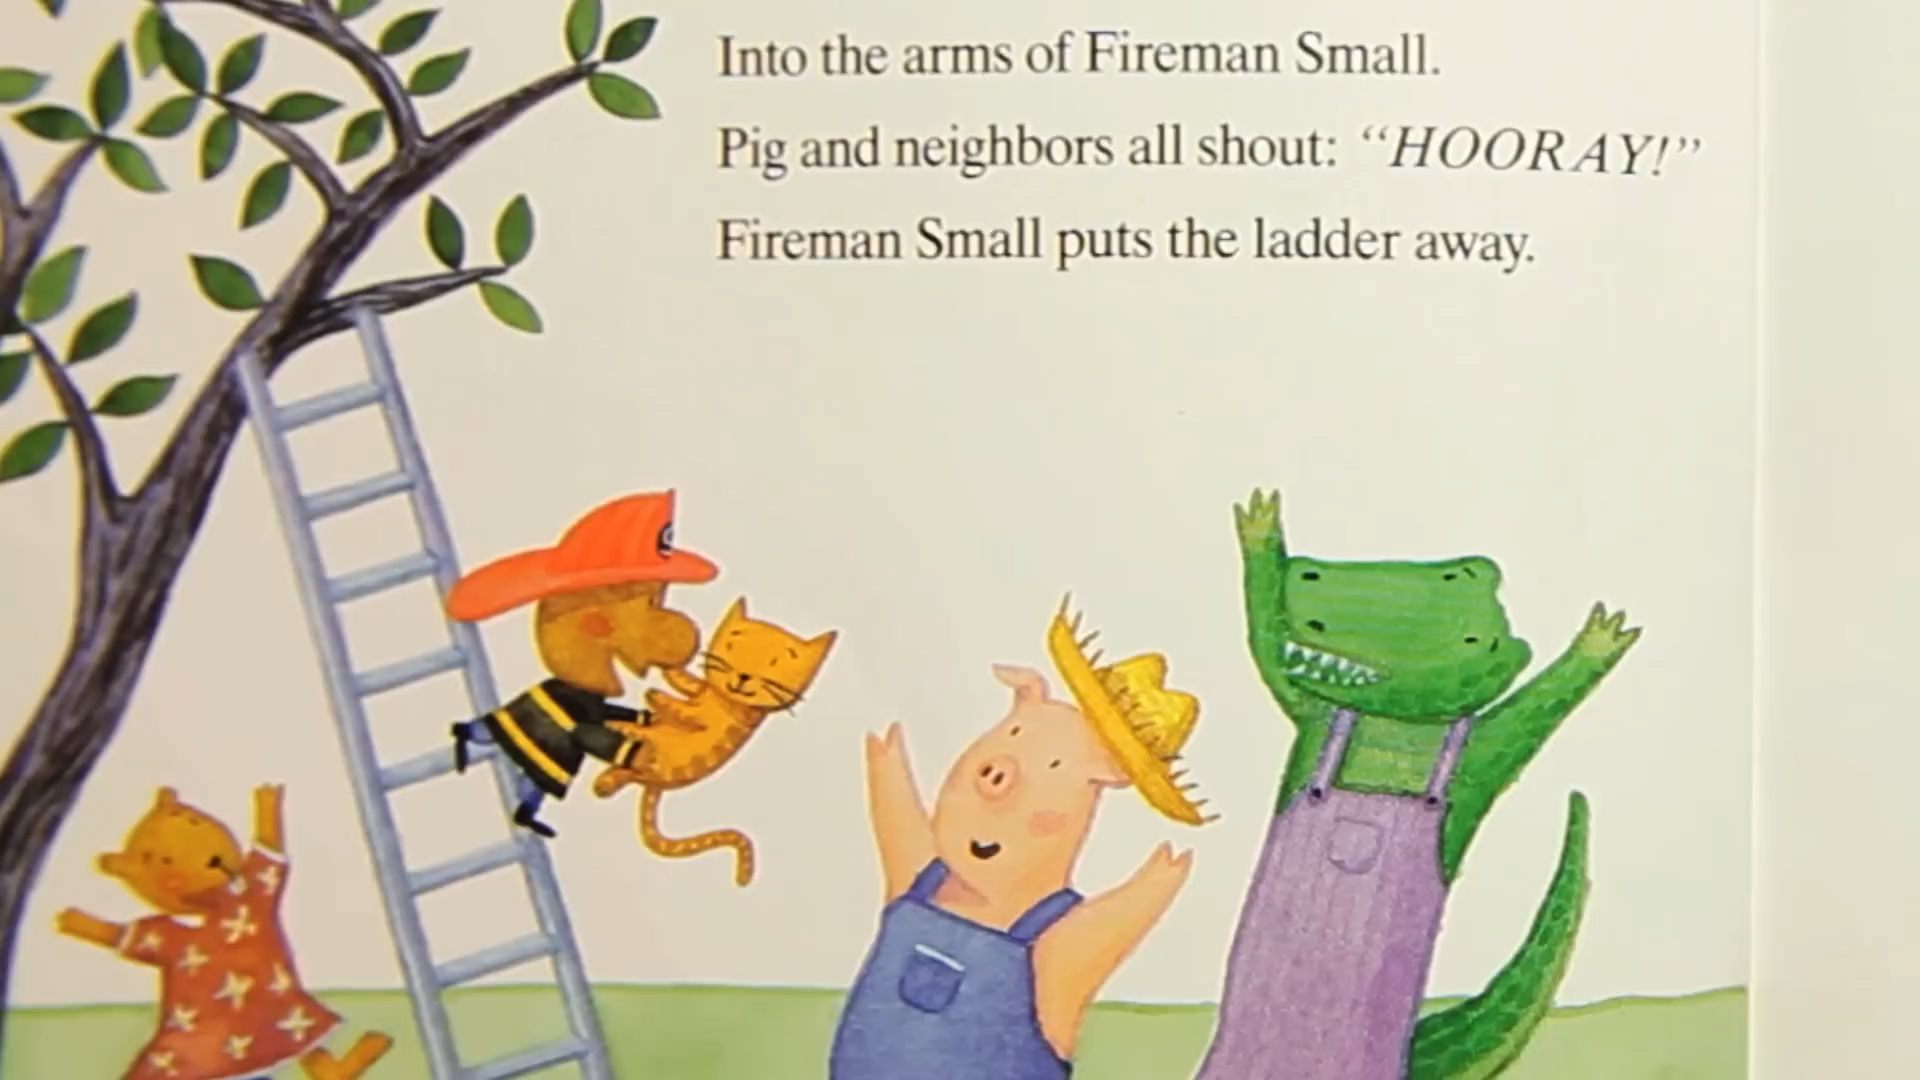 Into the arms of Fireman Small.
Pig and neighbors all shout: “HOORAY!”
Fireman Small puts the ladder away.